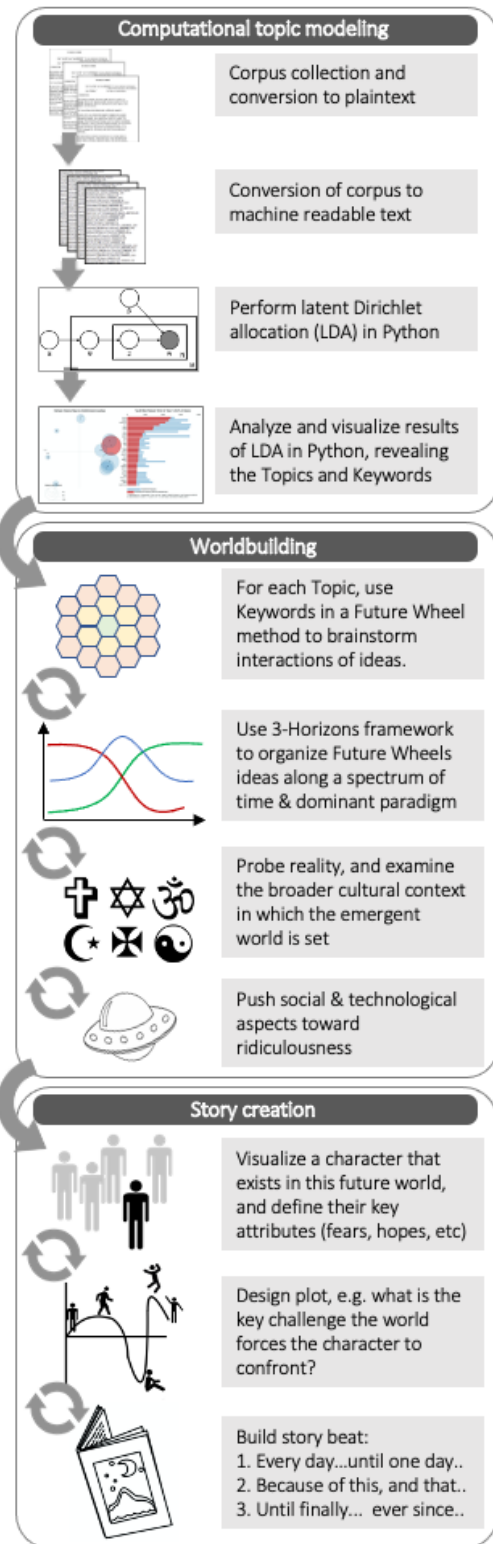 Computational topic modeling
Corpus collection and
conversion to plaintext
Conversion of corpus to
machine readable text
Perform latent Dirichlet
allocation (LDA) in Python
Analyze and visualize results
of LDA in Python, revealing
the Topics and Keywords
Worldbuilding
For each Topic, use
Keywords in a Future Wheel
method to brainstorm
interactions of ideas.
Use 3-Horizons framework
to organize Future Wheels
ideas along a spectrum of
time & dominant paradigm
Probe reality, and examine
the broader cultural context
in which the emergent
world is set
Push social & technological
aspects toward
ridiculousness
Story creation
Visualize a character that
exists in this future world,
and define their key
attributes (fears, hopes, etc)
Design plot, e.g. what is the
key challenge the world
forces the character to
confront?
Build story beat:
1. Every day...until one day..
2. Because of this, and that..
3. Until finally... ever since..